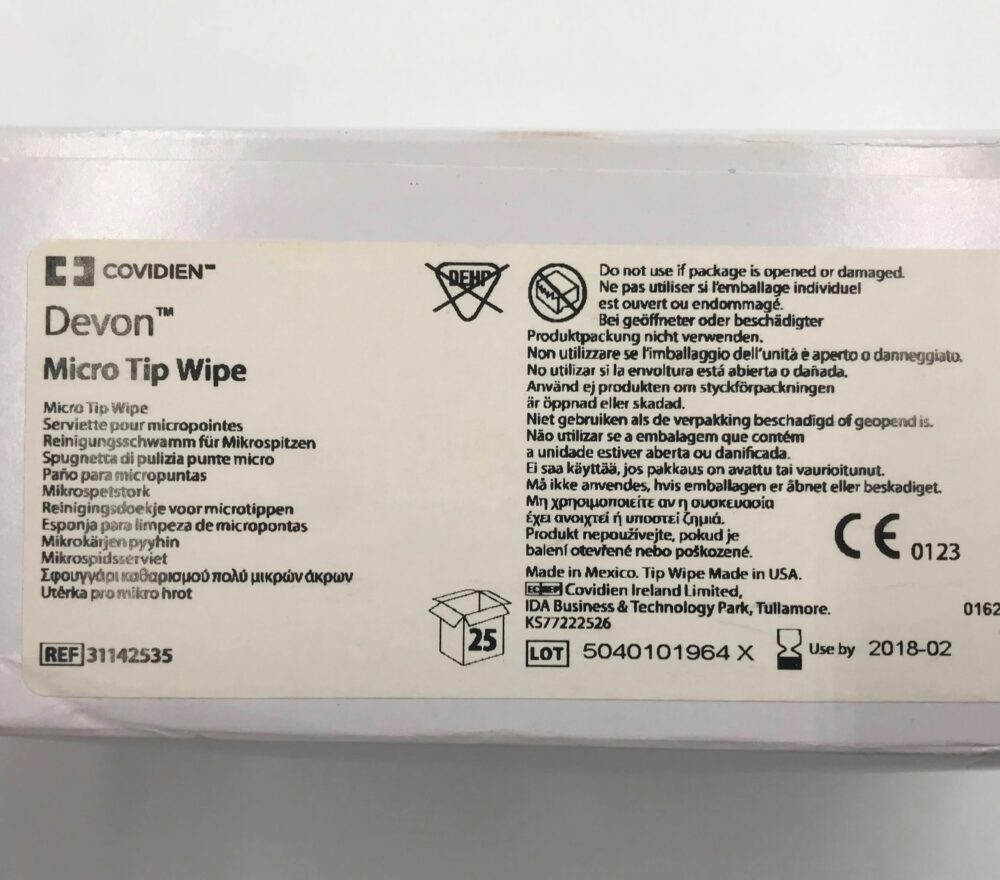 COVIDIEN™
Devon™
Micro Tip Wipe
Micro Tip Wipe
Serviette pour micropointes
Reinigungsschwamm für Mikrospitzen
Spugnetta di pulizia punte micro
Paño para micropuntas
Mikrospetstork
Reinigingsdoekje voor microtippen
Esponja para limpeza de micropontas
Mikrokärjen pyyhin
Mikrospidsserviet
Σφουγγάρι καθαρισμού πολύ μικρών άκρων
Utěrka pro mikro hrot
REF 31142535
DEHP
25
Do not use if package is opened or damaged.
Ne pas utiliser si l'emballage individuel
est ouvert ou endommagé.
Bei geöffneter oder beschädigter
Produktpackung nicht verwenden.
Non utilizzare se l'imballaggio dell'unità è aperto o danneggiato.
No utilizar si la envoltura está abierta o dañada.
Använd ej produkten om styckförpackningen
är öppnad eller skadad.
Niet gebruiken als de verpakking beschadigd of geopend is.
Não utilizar se a embalagem que contém
a unidade estiver aberta ou danificada.
Ei saa käyttää, jos pakkaus on avattu tai vaurioitunut.
Må ikke anvendes, hvis emballagen er åbnet eller beskadiget.
Μη χρησιμοποιείτε αν η συσκευασία
έχει ανοιχτεί ή υποστεί ζημιά.
Produkt nepoužívejte, pokud je
balení otevřené nebo poškozené.
CE 0123
Made in Mexico. Tip Wipe Made in USA.
EC REP Covidien Ireland Limited,
IDA Business & Technology Park, Tullamore.
KS77222526
0162
LOT 5040101964 X Use by 2018-02